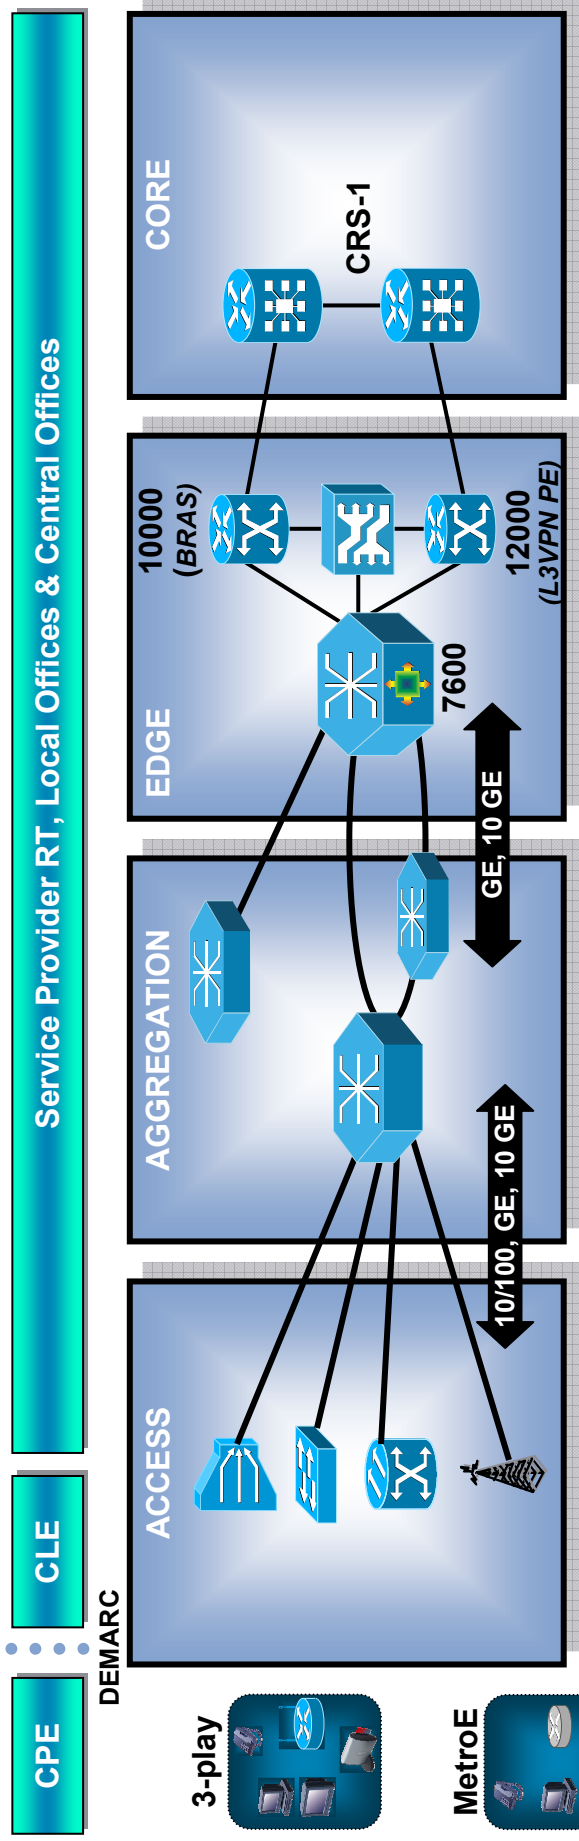 CPE
CLE
Service Provider RT, Local Offices & Central Offices
DEMARC
ACCESS
AGGREGATION
EDGE
CORE
3-play
MetroE
10/100, GE, 10 GE
GE, 10 GE
7600
10000
(BRAS)
12000
(L3VPN PE)
CRS-1